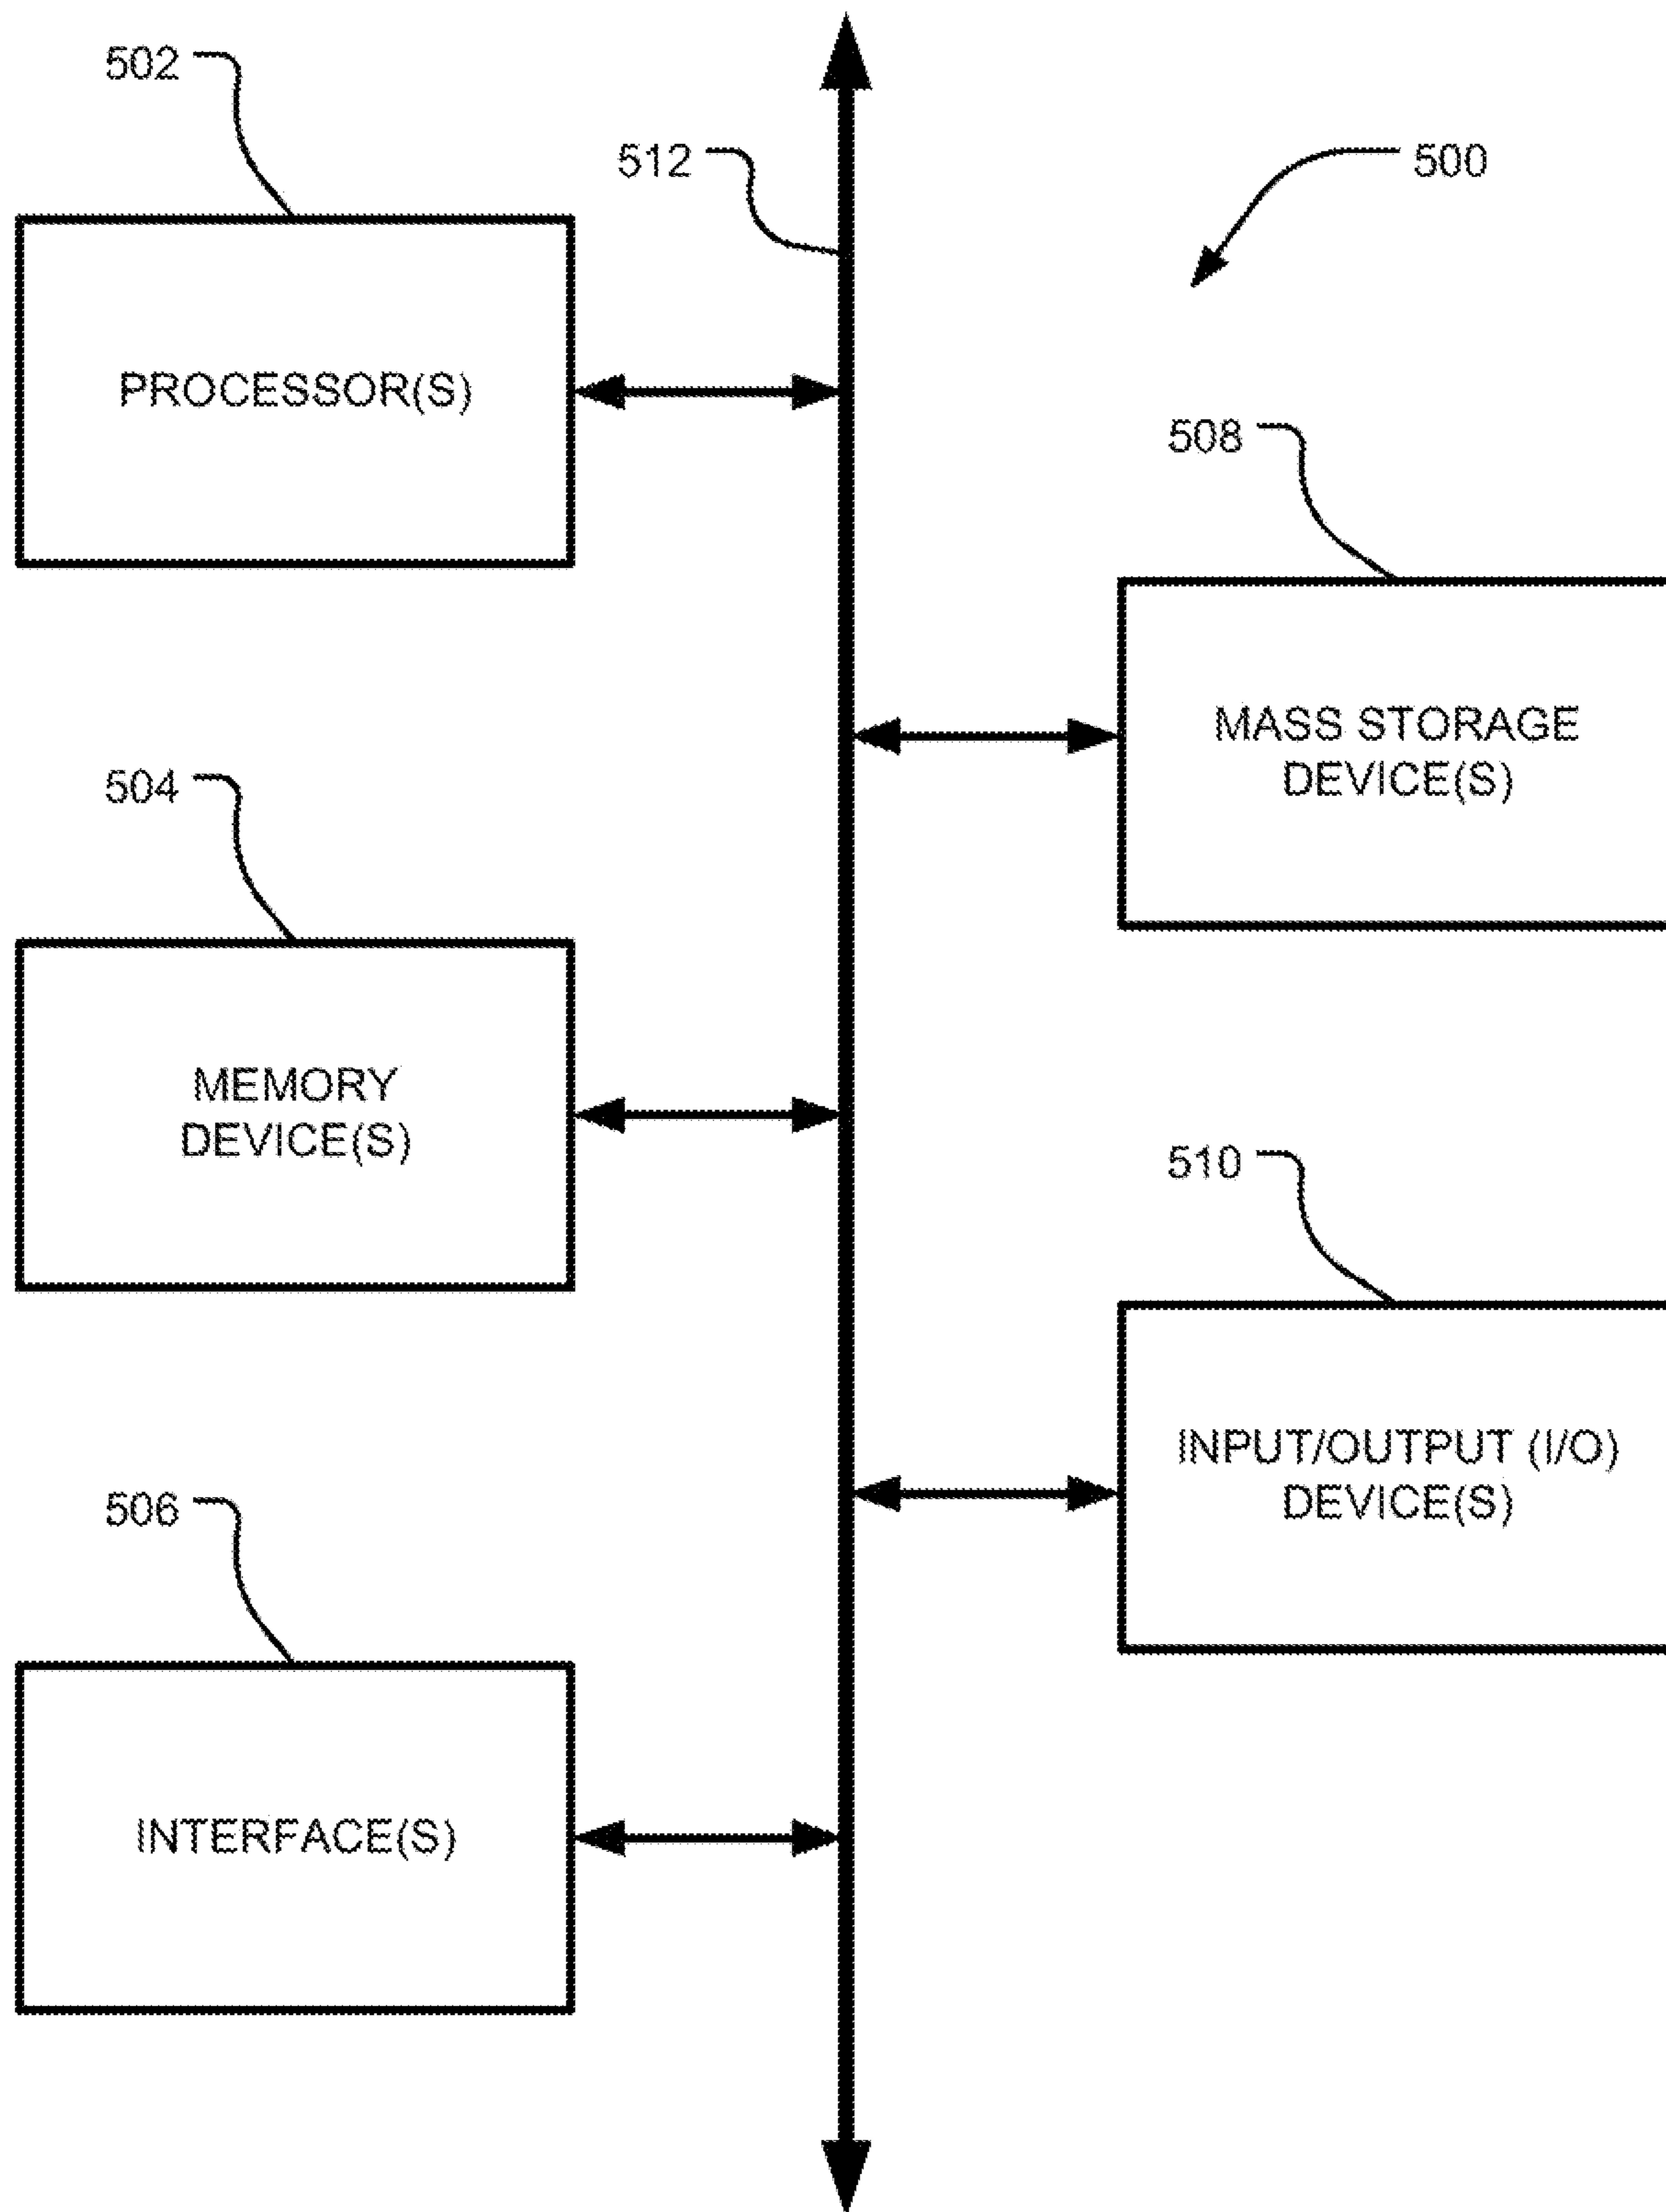 502
512
500
PROCESSOR(S)
508
MASS STORAGE
DEVICE(S)
504
MEMORY
DEVICE(S)
510
INPUT/OUTPUT (I/O)
DEVICE(S)
506
INTERFACE(S)